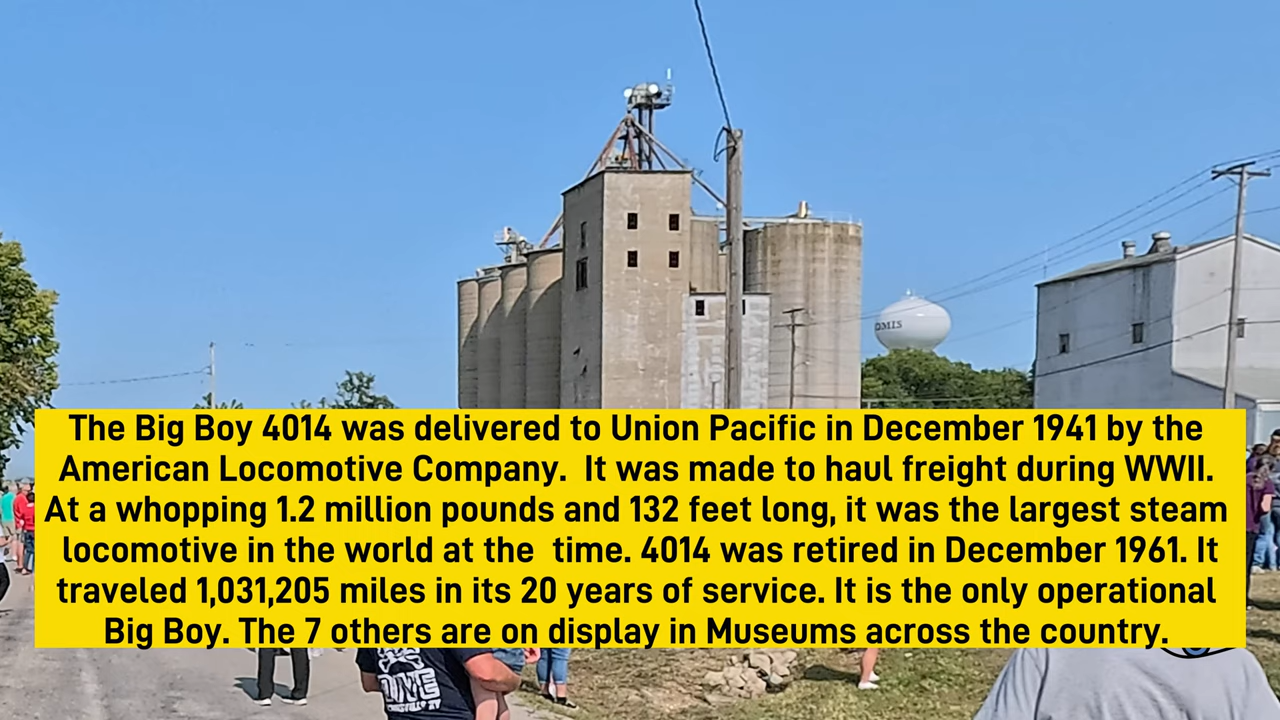 OMIS
The Big Boy 4014 was delivered to Union Pacific in December 1941 by the
American Locomotive Company.  It was made to haul freight during WWII.
At a whopping 1.2 million pounds and 132 feet long, it was the largest steam
locomotive in the world at the  time. 4014 was retired in December 1961. It
traveled 1,031,205 miles in its 20 years of service. It is the only operational
Big Boy. The 7 others are on display in Museums across the country.